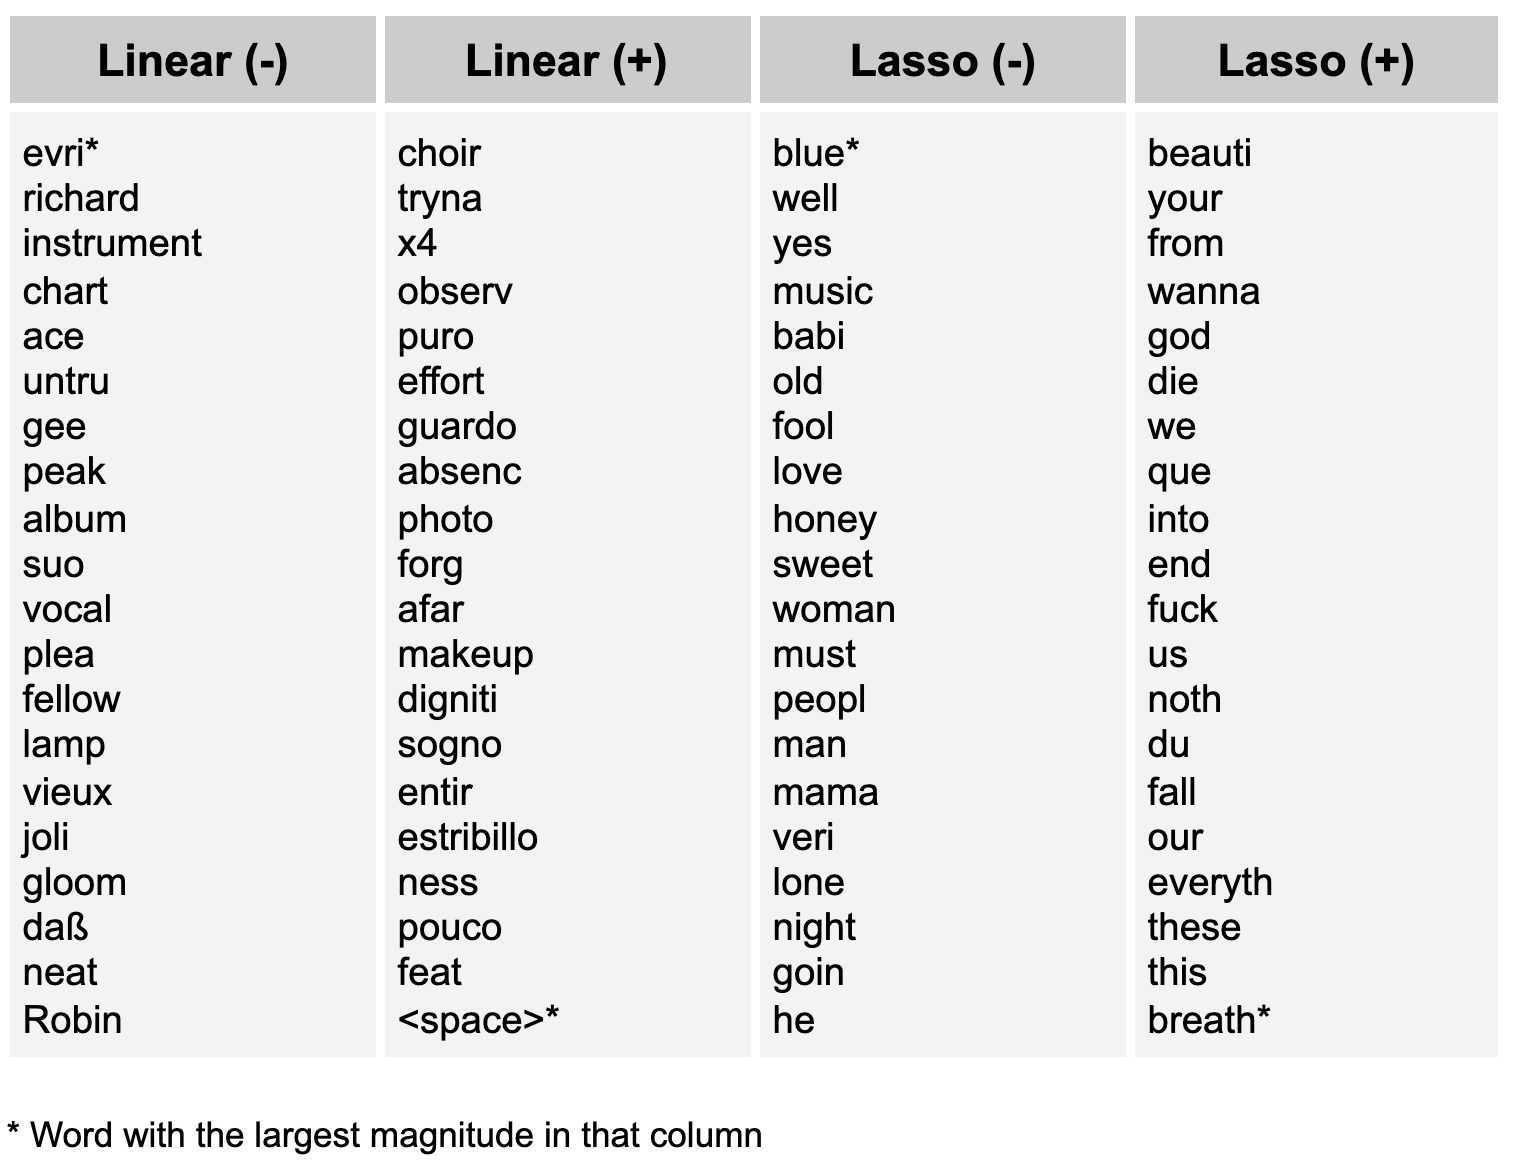 Linear (-) Linear (+) Lasso (-) Lasso (+)
evri* choir blue* beauti
richard tryna well your
instrument x4 yes from
chart observ music wanna
ace puro babi god
untru effort old die
gee guardo fool we
peak absenc love que
album photo honey into
suo forg sweet end
vocal afar woman fuck
plea makeup must us
fellow digniti peopl noth
lamp sogno man du
vieux entir mama fall
joli estribillo veri our
gloom ness lone everyth
daß pouco night these
neat feat goin this
Robin <space>* he breath*
* Word with the largest magnitude in that column